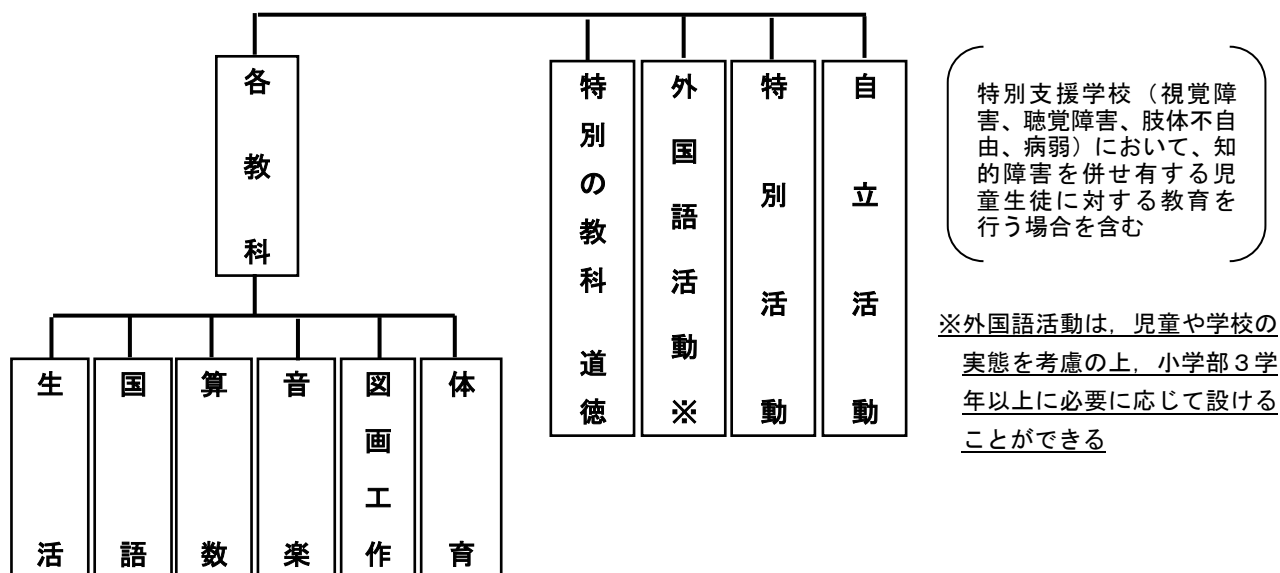 各教科
特別の教科 道徳
外国語活動※
特別活動
自立活動
特別支援学校（視覚障
害、聴覚障害、肢体不自
由、病弱）において、知
的障害を併せ有する児
童生徒に対する教育を
行う場合を含む
※外国語活動は，児童や学校の
実態を考慮の上，小学部３学
年以上に必要に応じて設ける
ことができる
生活
国語
算数
音楽
図画工作
体育